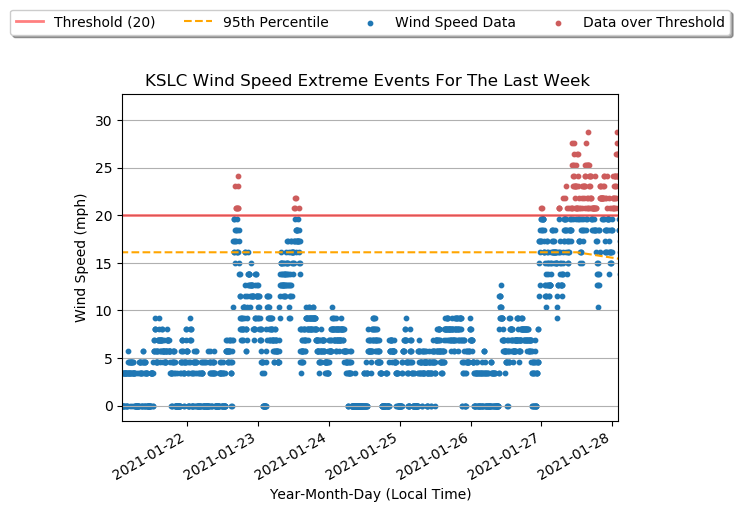 Threshold (20) 95th Percentile Wind Speed Data Data over Threshold
KSLC Wind Speed Extreme Events For The Last Week
30
25
20
15
10
5
0
Wind Speed (mph)
2021-01-22 2021-01-23 2021-01-24 2021-01-25 2021-01-26 2021-01-27 2021-01-28
Year-Month-Day (Local Time)